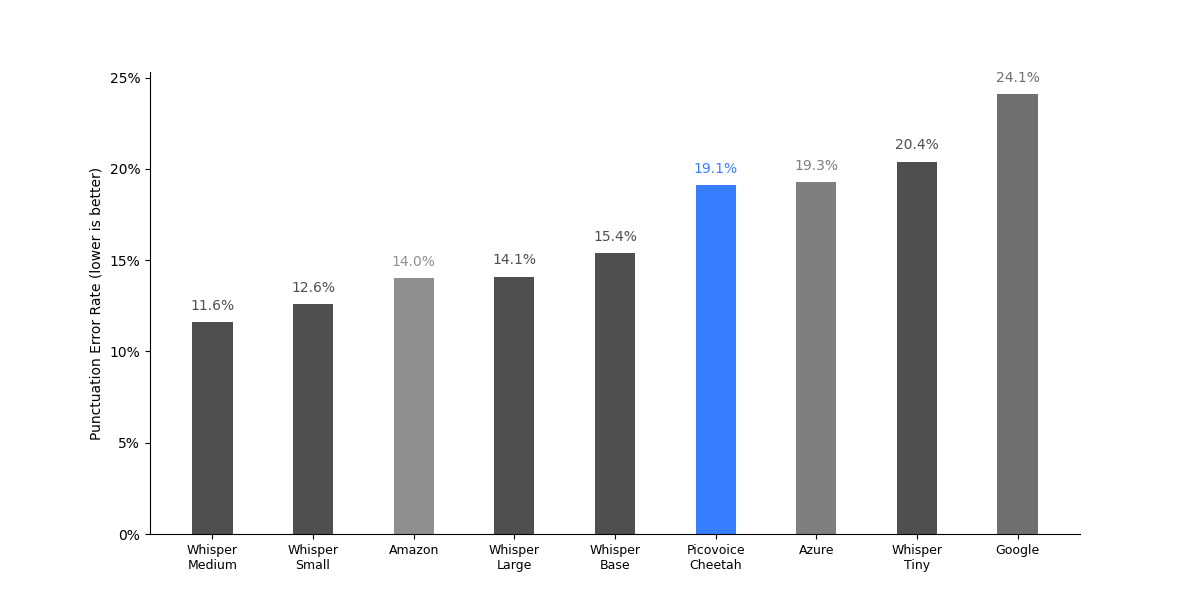 Punctuation Error Rate (lower is better)
25%
20%
15%
10%
5%
0%
11.6%
12.6%
14.0%
14.1%
15.4%
19.1%
19.3%
20.4%
24.1%
Whisper
Medium
Whisper
Small
Amazon
Whisper
Large
Whisper
Base
Picovoice
Cheetah
Azure
Whisper
Tiny
Google